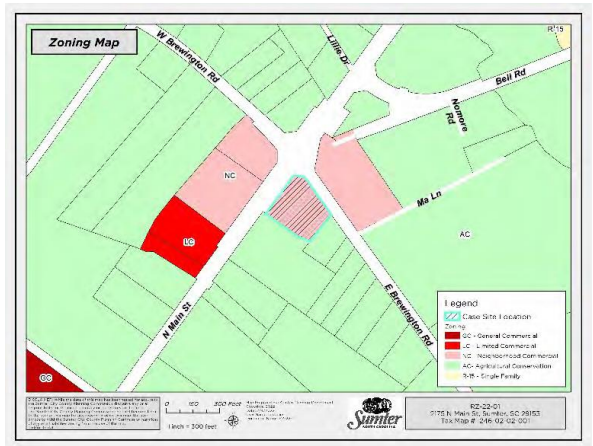 Zoning Map
R-15
W Brewington Rd
Lillie Dr
Bell Rd
Nomore Rd
NC
Ma Ln
LC
AC
N Main St
E Brewington Rd
GC
Legend
Case Site Location
Zoning
GC - General Commercial
LC - Limited Commercial
NC - Neighborhood Commercial
AC - Agricultural Conservation
R-15 - Single Family
0 150 300 Feet
1 inch = 300 feet
Sumter
SOUTH CAROLINA
RZ-22-01
2175 N Main St, Sumter, SC 29153
Tax Map # 246-02-02-001